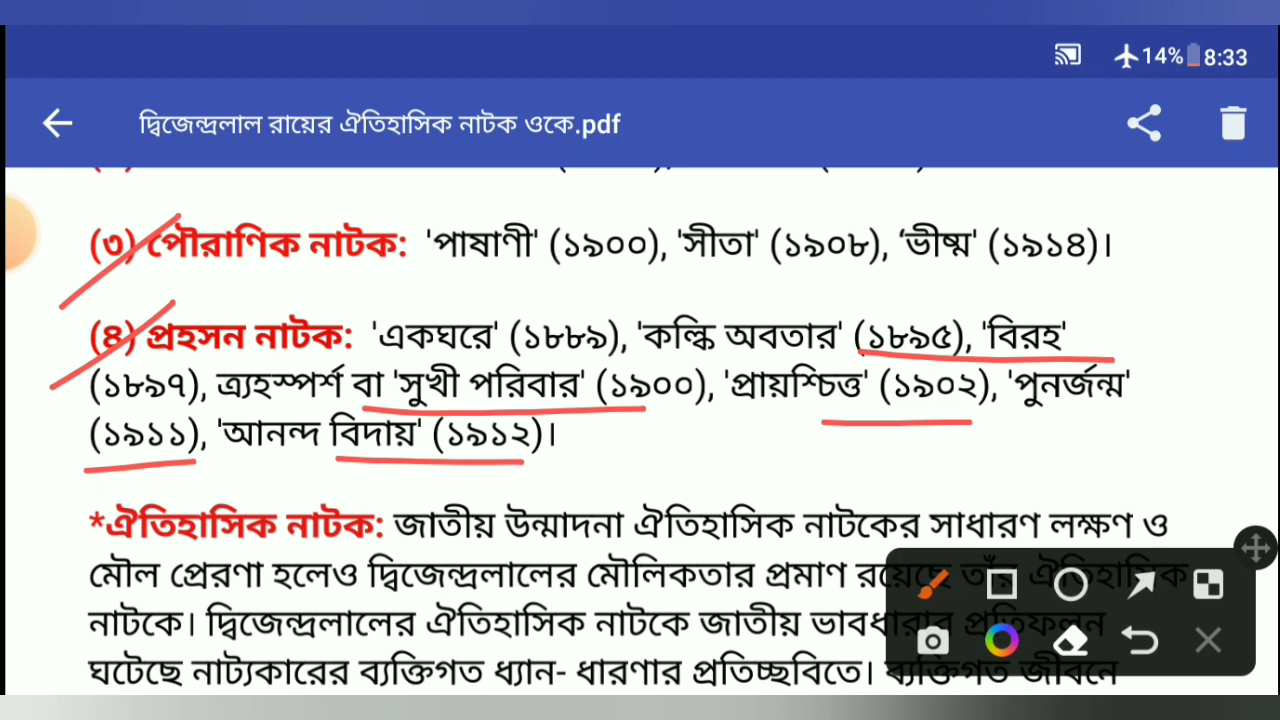 14% 8:33
দ্বিজেন্দ্রলাল রায়ের ঐতিহাসিক নাটক ওকে.pdf
(৩) পৌরাণিক নাটক: 'পাষাণী' (১৯০০), 'সীতা' (১৯০৮), ‘ভীষ্ম' (১৯১৪)।
(৪) প্রহসন নাটক: 'একঘরে' (১৮৮৯), 'কল্কি অবতার' (১৮৯৫), 'বিরহ'
(১৮৯৭), ত্র্যহস্পর্শ বা 'সুখী পরিবার' (১৯০০), 'প্রায়শ্চিত্ত' (১৯০২), 'পুনর্জন্ম'
(১৯১১), 'আনন্দ বিদায়' (১৯১২)।
*ঐতিহাসিক নাটক: জাতীয় উন্মাদনা ঐতিহাসিক নাটকের সাধারণ লক্ষণ ও
মৌল প্রেরণা হলেও দ্বিজেন্দ্রলালের মৌলিকতার প্রমাণ রয়েছে তাঁর ঐতিহাসিক
নাটকে। দ্বিজেন্দ্রলালের ঐতিহাসিক নাটকে জাতীয় ভাবধারার প্রতিফলন
ঘটেছে নাট্যকারের ব্যক্তিগত ধ্যান- ধারণার প্রতিচ্ছবিতে। ব্যক্তিগত জীবনে